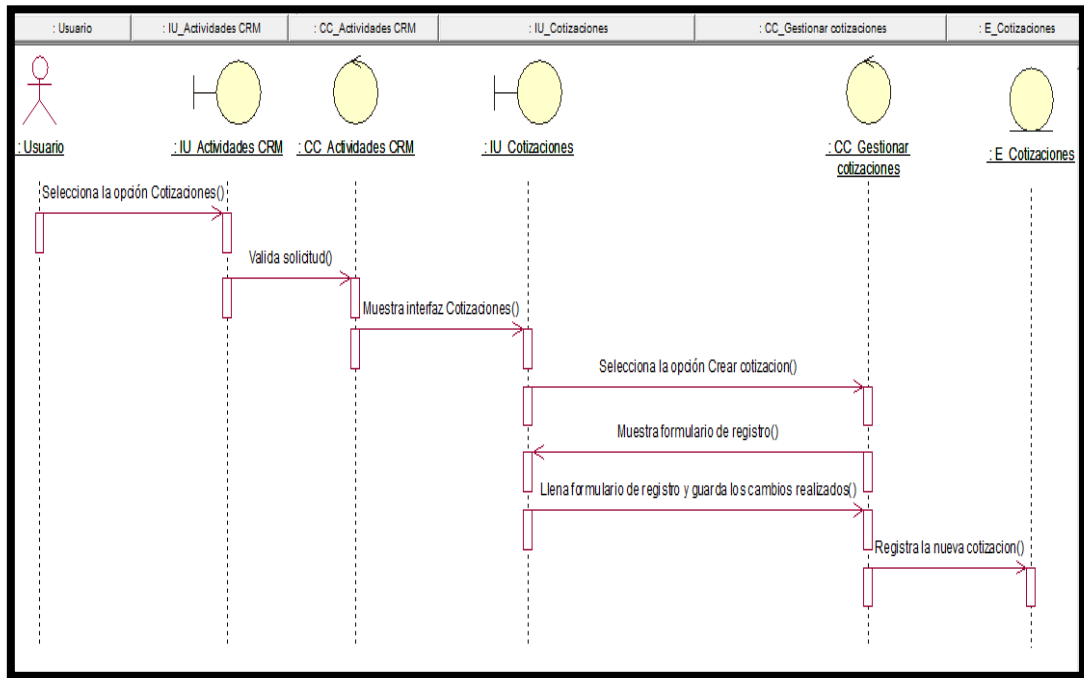 : Usuario
: IU_Actividades CRM
: CC_Actividades CRM
: IU_Cotizaciones
: CC_Gestionar cotizaciones
: E_Cotizaciones
: Usuario
: IU_Actividades CRM
: CC_Actividades CRM
: IU_Cotizaciones
: CC_Gestionar
cotizaciones
: E_Cotizaciones
Selecciona la opción Cotizaciones()
Valida solicitud()
Muestra interfaz Cotizaciones()
Selecciona la opción Crear cotizacion()
Muestra formulario de registro()
Llena formulario de registro y guarda los cambios realizados()
Registra la nueva cotizacion()